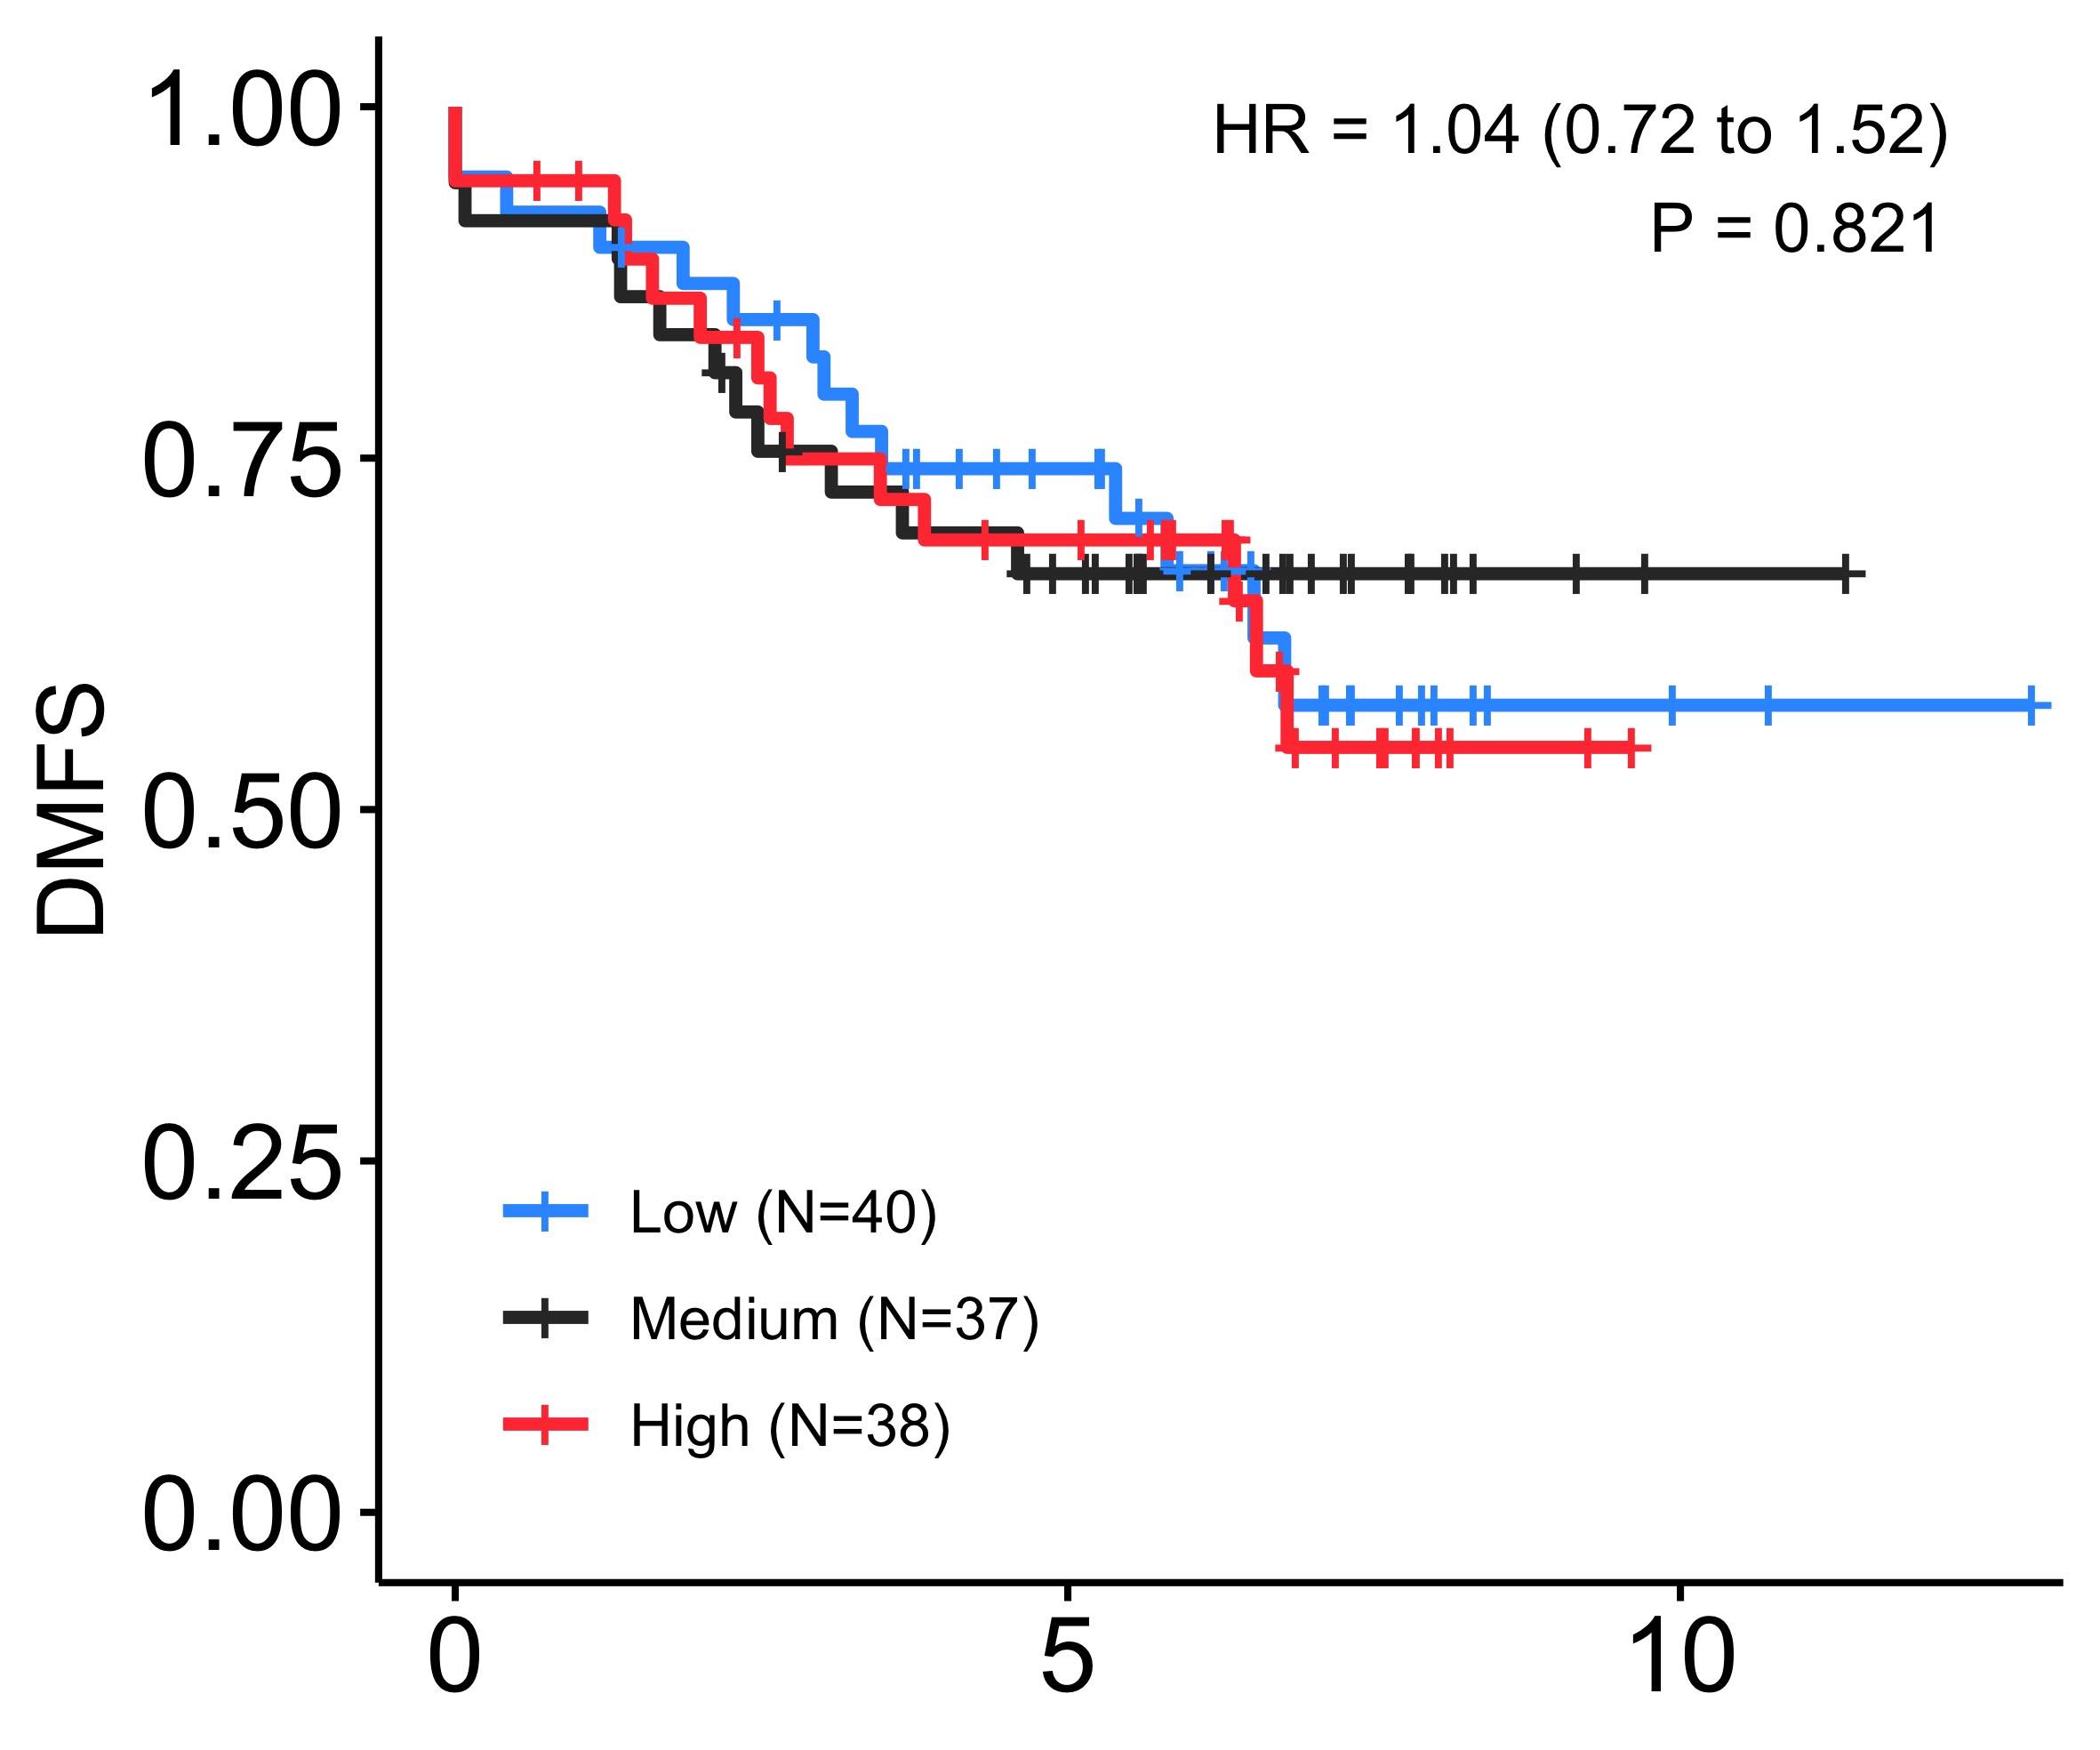 1.00
HR = 1.04 (0.72 to 1.52)
P = 0.821
0.75
DMFS
0.50
0.25
Low (N=40)
Medium (N=37)
High (N=38)
0.00
0 5 10